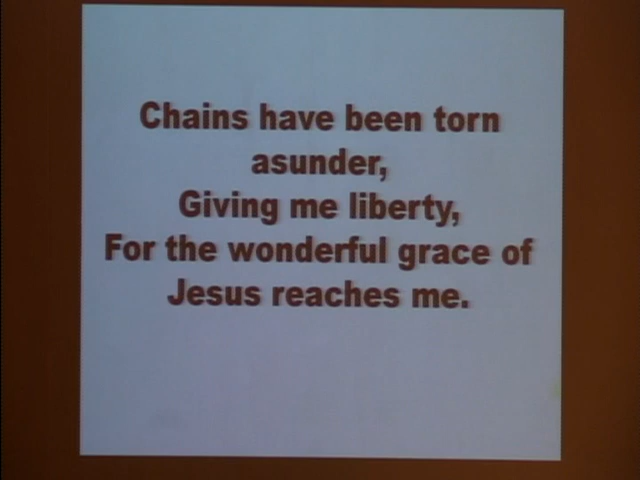 Chains have been torn
asunder,
Giving me liberty,
For the wonderful grace of
Jesus reaches me.